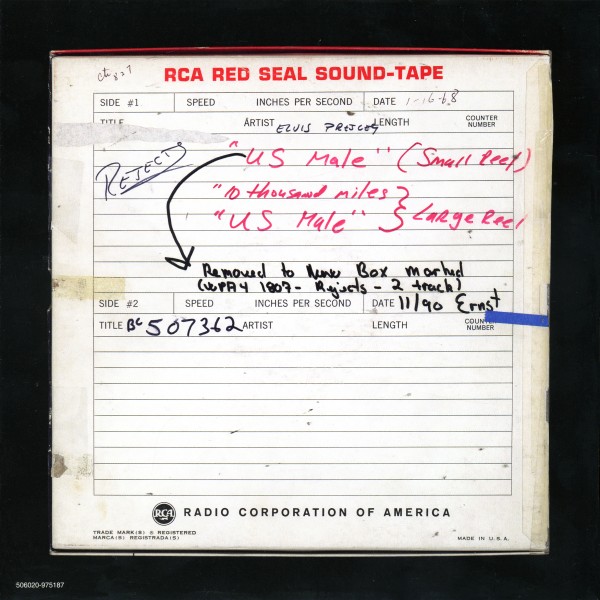 RCA RED SEAL SOUND-TAPE
SIDE #1 SPEED INCHES PER SECOND DATE 1-16-68
TITLE ARTIST ELVIS PRESLEY LENGTH COUNTER NUMBER
REJECTS
"US Male" (Small Reel)
"10 thousand miles }
"US Male" } Large Reel
Removed to New Box marked
(WPA4 1807 - Rejects - 2 track)
SIDE #2 SPEED INCHES PER SECOND DATE 11/90 Ernst
TITLE BC 507362 ARTIST LENGTH COUNTER NUMBER
RCA RADIO CORPORATION OF AMERICA
TRADE MARK(S) ® REGISTERED
MARCA(S) REGISTRADA(S)
MADE IN U.S.A.
506020-975187